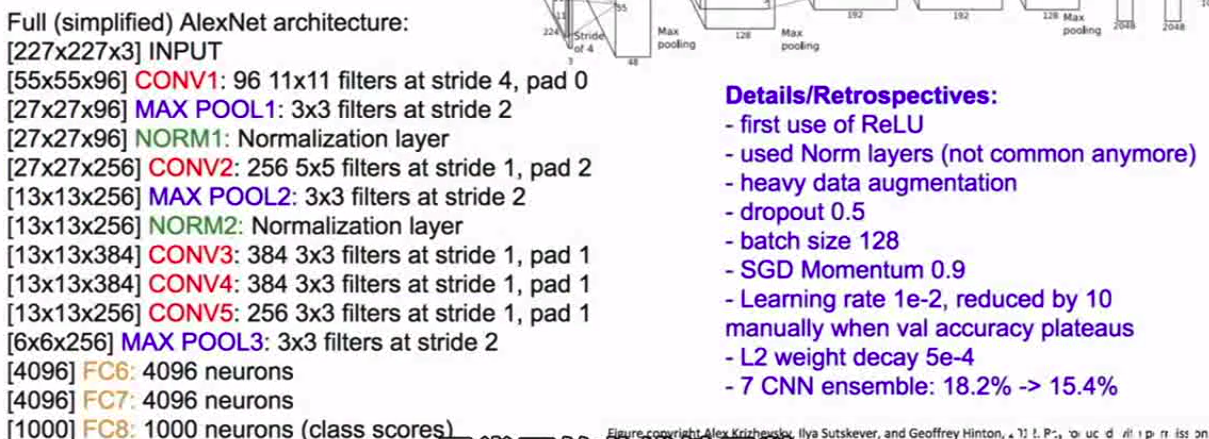 Full (simplified) AlexNet architecture:
[227x227x3] INPUT
[55x55x96] CONV1: 96 11x11 filters at stride 4, pad 0
[27x27x96] MAX POOL1: 3x3 filters at stride 2
[27x27x96] NORM1: Normalization layer
[27x27x256] CONV2: 256 5x5 filters at stride 1, pad 2
[13x13x256] MAX POOL2: 3x3 filters at stride 2
[13x13x256] NORM2: Normalization layer
[13x13x384] CONV3: 384 3x3 filters at stride 1, pad 1
[13x13x384] CONV4: 384 3x3 filters at stride 1, pad 1
[13x13x256] CONV5: 256 3x3 filters at stride 1, pad 1
[6x6x256] MAX POOL3: 3x3 filters at stride 2
[4096] FC6: 4096 neurons
[4096] FC7: 4096 neurons
[1000] FC8: 1000 neurons (class scores)
11
55
224
Stride
of 4
3
48
Max
pooling
128
Max
pooling
192
192
128
Max
pooling
2048
2048
Details/Retrospectives:
- first use of ReLU
- used Norm layers (not common anymore)
- heavy data augmentation
- dropout 0.5
- batch size 128
- SGD Momentum 0.9
- Learning rate 1e-2, reduced by 10
manually when val accuracy plateaus
- L2 weight decay 5e-4
- 7 CNN ensemble: 18.2% -> 15.4%
Figure copyright Alex Krizhevsky, Ilya Sutskever, and Geoffrey Hinton,